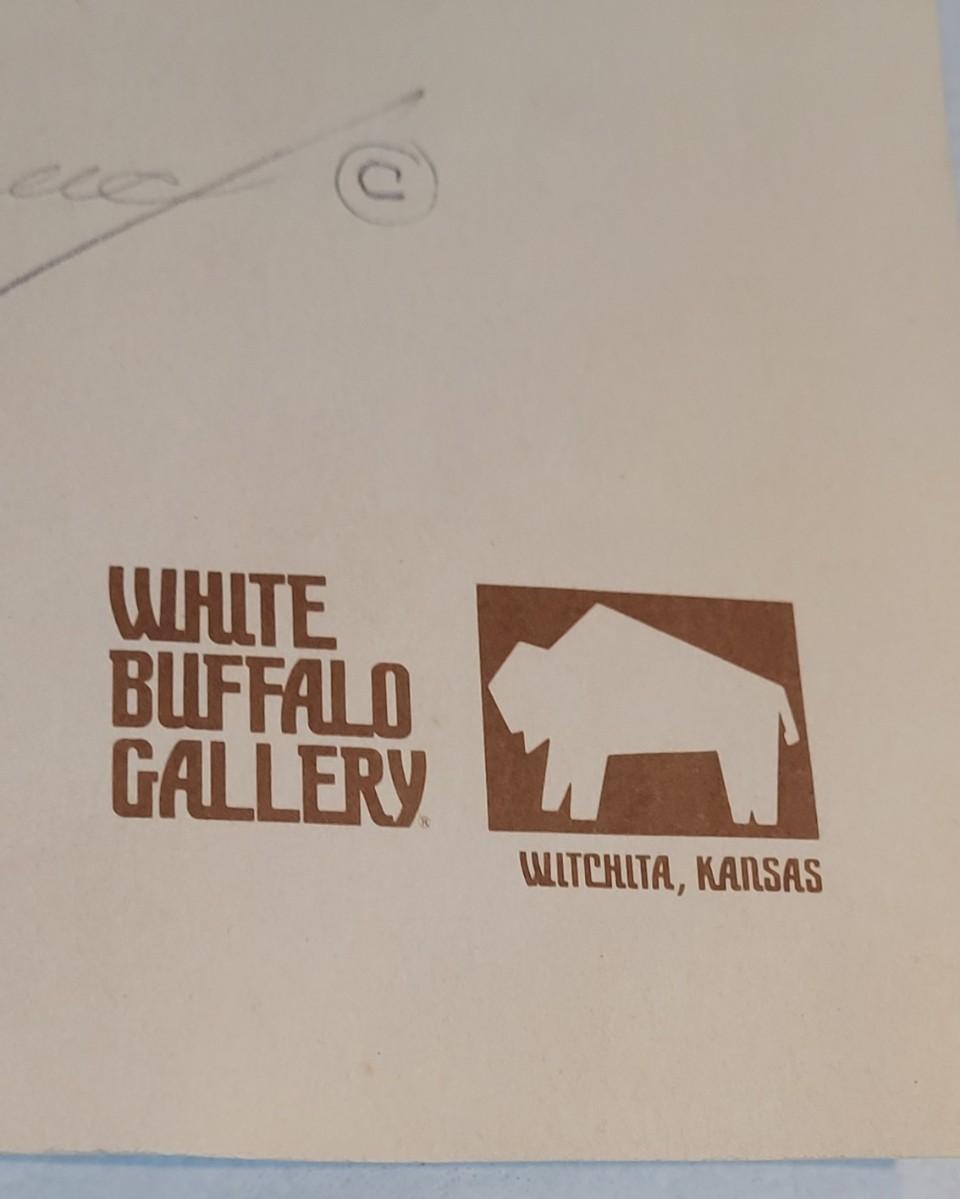 ©
WHITE
BUFFALO
GALLERY®
WITCHITA, KANSAS